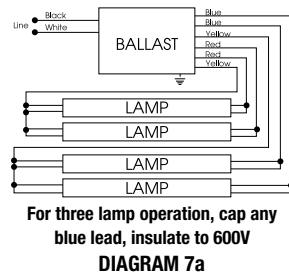 Line
Black
White
BALLAST
Blue
Blue
Yellow
Red
Red
Yellow
LAMP
LAMP
LAMP
LAMP
For three lamp operation, cap any
blue lead, insulate to 600V
DIAGRAM 7a